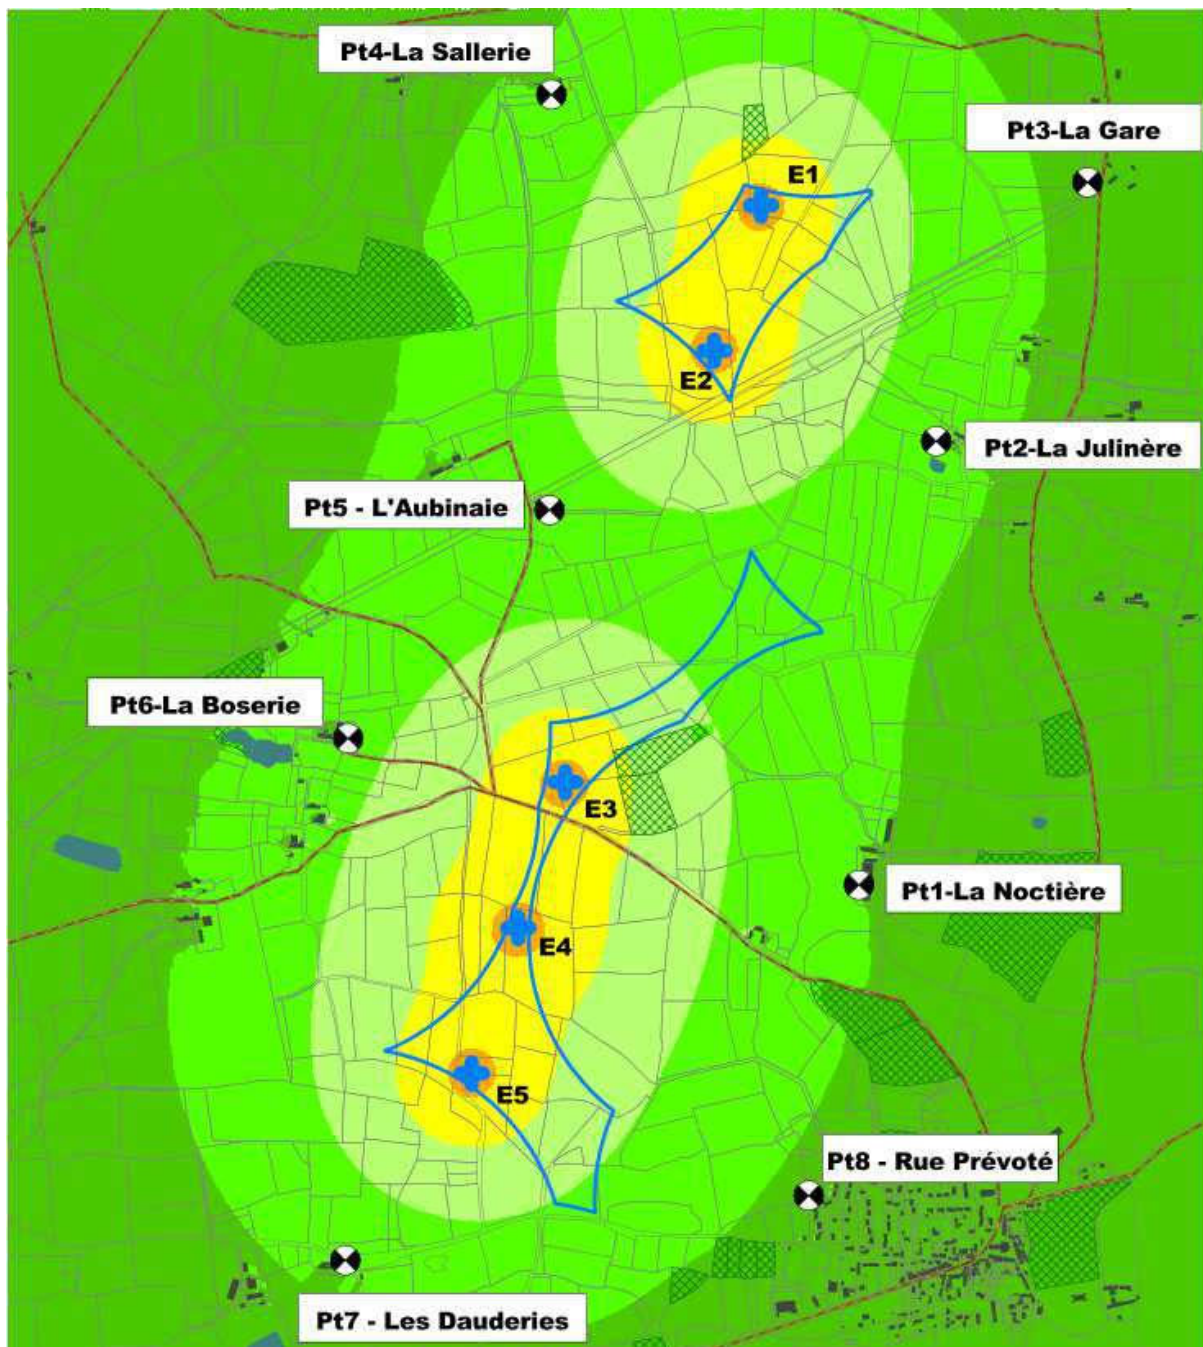 Pt4-La Sallerie
Pt3-La Gare
E1
E2
Pt2-La Julinère
Pt5 - L'Aubinaie
Pt6-La Boserie
E3
Pt1-La Noctière
E4
E5
Pt8 - Rue Prévoté
Pt7 - Les Dauderies